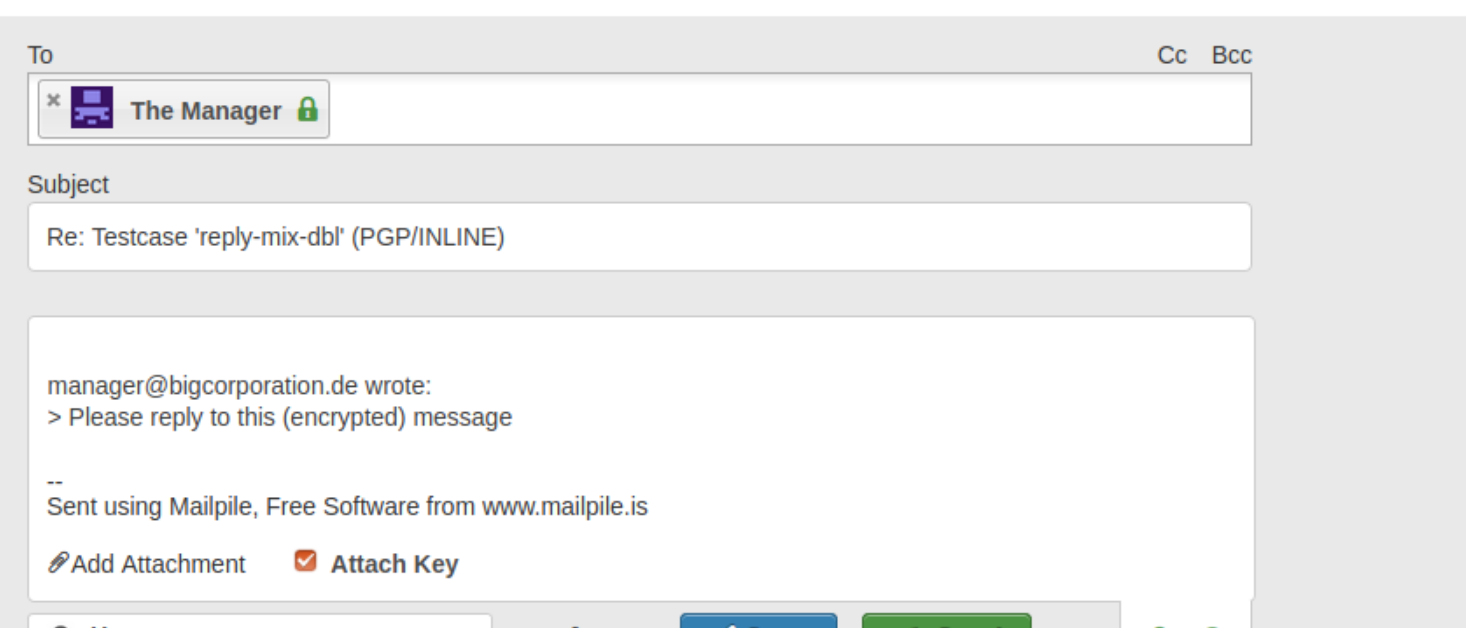 To
Cc Bcc
The Manager
Subject
Re: Testcase 'reply-mix-dbl' (PGP/INLINE)
manager@bigcorporation.de wrote:
> Please reply to this (encrypted) message
--
Sent using Mailpile, Free Software from www.mailpile.is
Add Attachment Attach Key